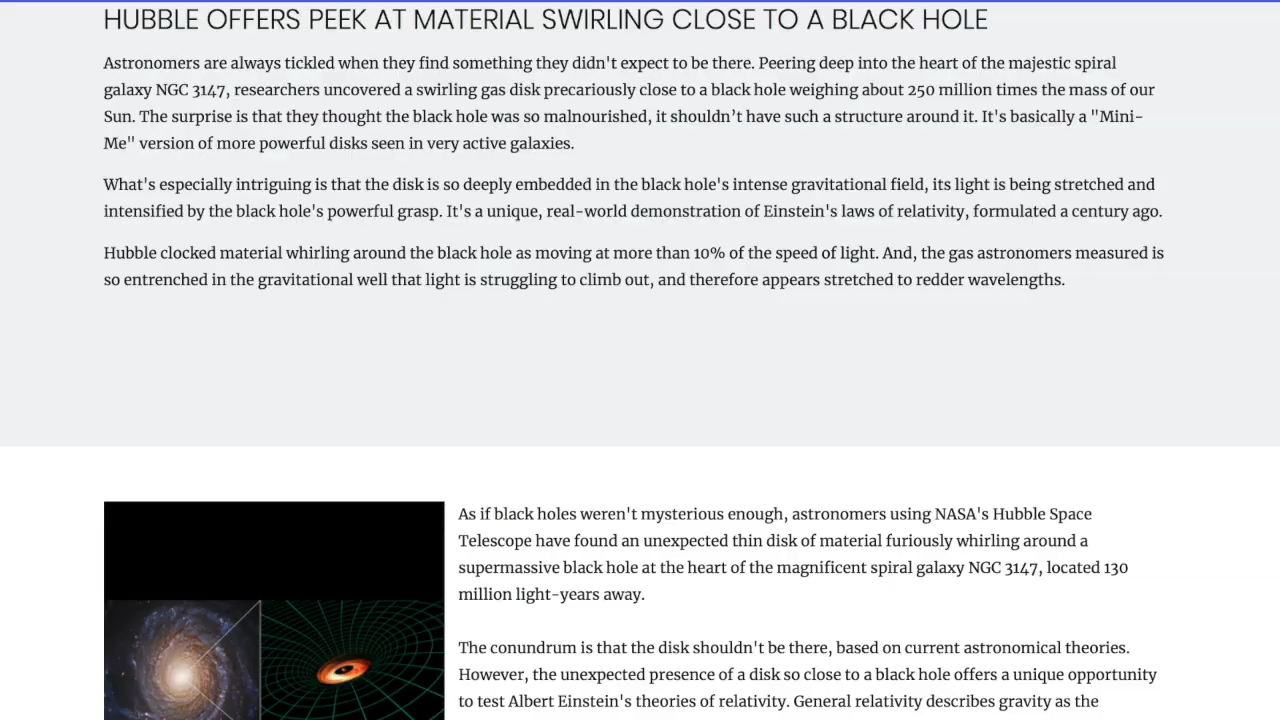 HUBBLE OFFERS PEEK AT MATERIAL SWIRLING CLOSE TO A BLACK HOLE
Astronomers are always tickled when they find something they didn't expect to be there. Peering deep into the heart of the majestic spiral
galaxy NGC 3147, researchers uncovered a swirling gas disk precariously close to a black hole weighing about 250 million times the mass of our
Sun. The surprise is that they thought the black hole was so malnourished, it shouldn’t have such a structure around it. It's basically a "Mini-
Me" version of more powerful disks seen in very active galaxies.
What's especially intriguing is that the disk is so deeply embedded in the black hole's intense gravitational field, its light is being stretched and
intensified by the black hole's powerful grasp. It's a unique, real-world demonstration of Einstein's laws of relativity, formulated a century ago.
Hubble clocked material whirling around the black hole as moving at more than 10% of the speed of light. And, the gas astronomers measured is
so entrenched in the gravitational well that light is struggling to climb out, and therefore appears stretched to redder wavelengths.
As if black holes weren't mysterious enough, astronomers using NASA's Hubble Space
Telescope have found an unexpected thin disk of material furiously whirling around a
supermassive black hole at the heart of the magnificent spiral galaxy NGC 3147, located 130
million light-years away.
The conundrum is that the disk shouldn't be there, based on current astronomical theories.
However, the unexpected presence of a disk so close to a black hole offers a unique opportunity
to test Albert Einstein's theories of relativity. General relativity describes gravity as the